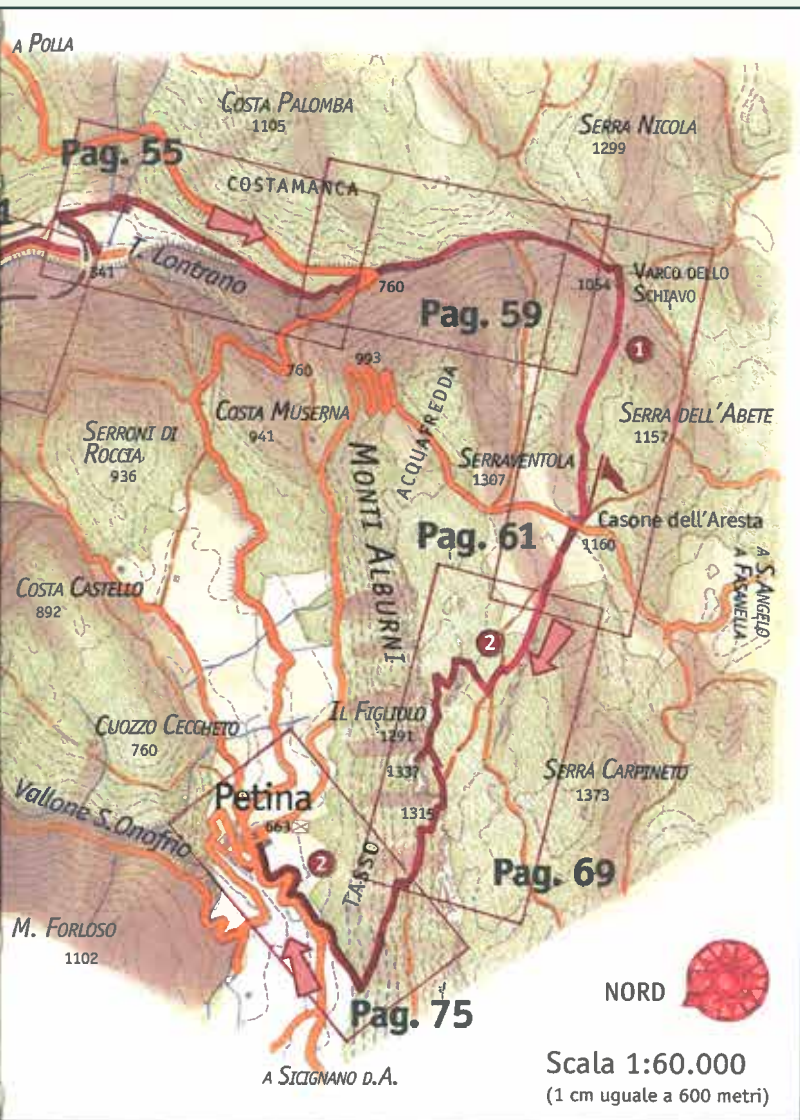 A POLLA
COSTA PALOMBA
1105
SERRA NICOLA
1299
Pag. 55
COSTAMANCA
1
T. Lontrano
341
760
1054
VARCO DELLO
SCHIAVO
Pag. 59
1
760
993
COSTA MUSERNA
941
ACQUAFREDDA
SERRA DELL'ABETE
1157
SERRONI DI
ROCCIA
936
MONTI ALBURNI
SERRAVENTOLA
1307
Pag. 61
Casone dell'Aresta
1160
A S. ANGELO
A FASANELLA
COSTA CASTELLO
892
2
IL FIGLIOLO
1291
CUOZZO CECCHETO
760
1337
SERRA CARPINETO
1373
Petina
663
1315
Vallone S. Onofrio
2
TASSO
Pag. 69
M. FORLOSO
1102
NORD
Pag. 75
Scala 1:60.000
(1 cm uguale a 600 metri)
A SICIGNANO D.A.